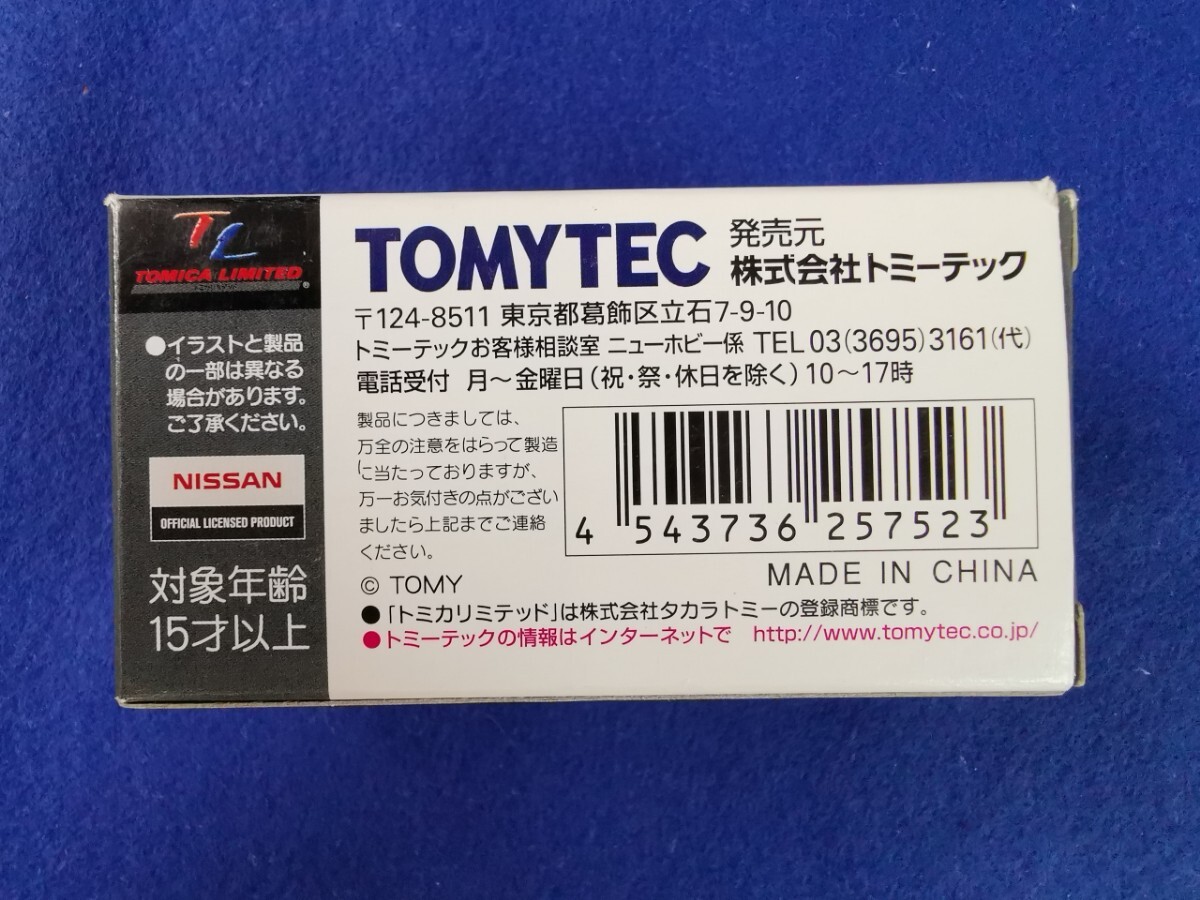 TL
TOMICA LIMITED
●イラストと製品
の一部は異なる
場合があります。
ご了承ください。
NISSAN
OFFICIAL LICENSED PRODUCT
対象年齢
15才以上
TOMYTEC
発売元
株式会社トミーテック
〒124-8511 東京都葛飾区立石7-9-10
トミーテックお客様相談室 ニューホビー係 TEL 03(3695)3161(代)
電話受付 月〜金曜日(祝・祭・休日を除く)10〜17時
製品につきましては、
万全の注意をはらって製造
に当たっておりますが、
万一お気付きの点がござい
ましたら上記までご連絡
ください。
4 543736 257523
© TOMY
MADE IN CHINA
●「トミカリミテッド」は株式会社タカラトミーの登録商標です。
●トミーテックの情報はインターネットで http://www.tomytec.co.jp/